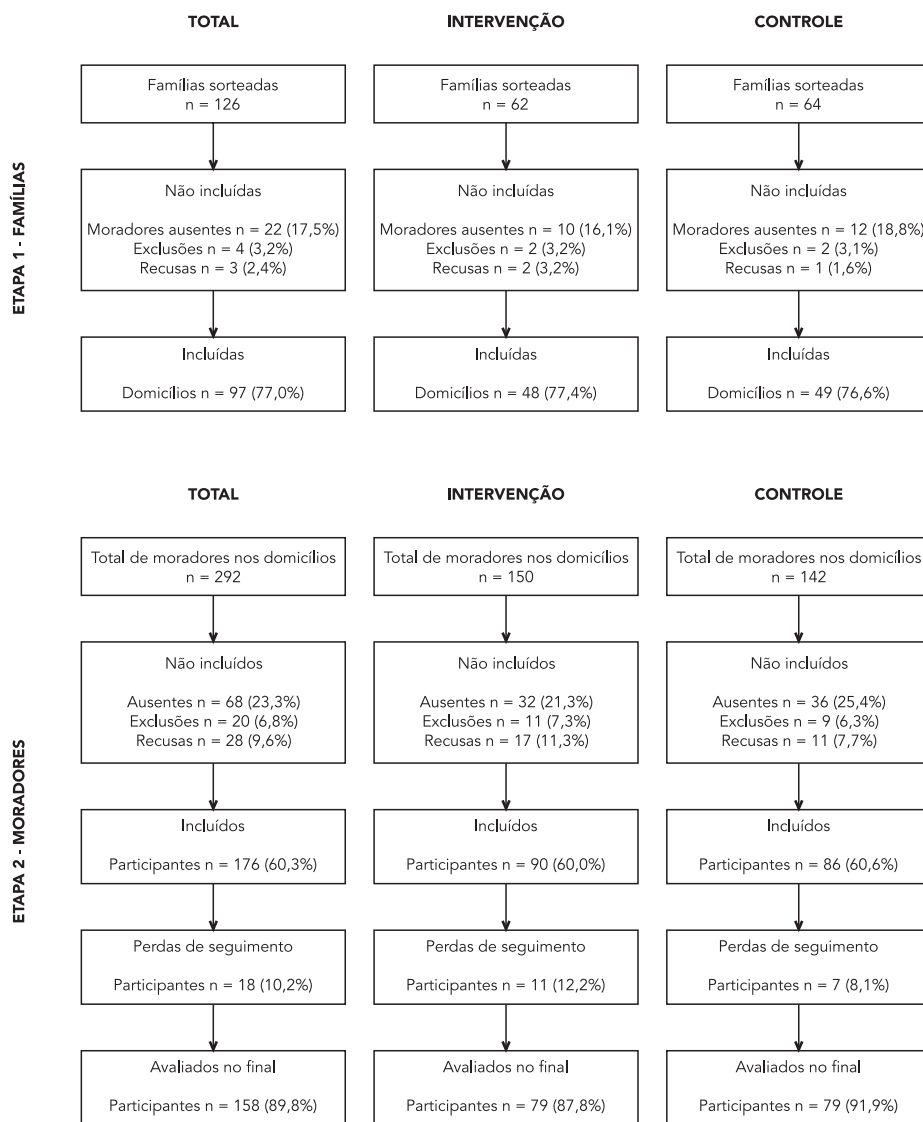 TOTAL
INTERVENÇÃO
CONTROLE
ETAPA 1 - FAMÍLIAS
Famílias sorteadas
n = 126
Famílias sorteadas
n = 62
Famílias sorteadas
n = 64
Não incluídas
Moradores ausentes n = 22 (17,5%)
Exclusões n = 4 (3,2%)
Recusas n = 3 (2,4%)
Não incluídas
Moradores ausentes n = 10 (16,1%)
Exclusões n = 2 (3,2%)
Recusas n = 2 (3,2%)
Não incluídas
Moradores ausentes n = 12 (18,8%)
Exclusões n = 2 (3,1%)
Recusas n = 1 (1,6%)
Incluídas
Domicílios n = 97 (77,0%)
Incluídas
Domicílios n = 48 (77,4%)
Incluídas
Domicílios n = 49 (76,6%)
TOTAL
INTERVENÇÃO
CONTROLE
ETAPA 2 - MORADORES
Total de moradores nos domicílios
n = 292
Total de moradores nos domicílios
n = 150
Total de moradores nos domicílios
n = 142
Não incluídos
Ausentes n = 68 (23,3%)
Exclusões n = 20 (6,8%)
Recusas n = 28 (9,6%)
Não incluídos
Ausentes n = 32 (21,3%)
Exclusões n = 11 (7,3%)
Recusas n = 17 (11,3%)
Não incluídos
Ausentes n = 36 (25,4%)
Exclusões n = 9 (6,3%)
Recusas n = 11 (7,7%)
Incluídos
Participantes n = 176 (60,3%)
Incluídos
Participantes n = 90 (60,0%)
Incluídos
Participantes n = 86 (60,6%)
Perdas de seguimento
Participantes n = 18 (10,2%)
Perdas de seguimento
Participantes n = 11 (12,2%)
Perdas de seguimento
Participantes n = 7 (8,1%)
Avaliados no final
Participantes n = 158 (89,8%)
Avaliados no final
Participantes n = 79 (87,8%)
Avaliados no final
Participantes n = 79 (91,9%)